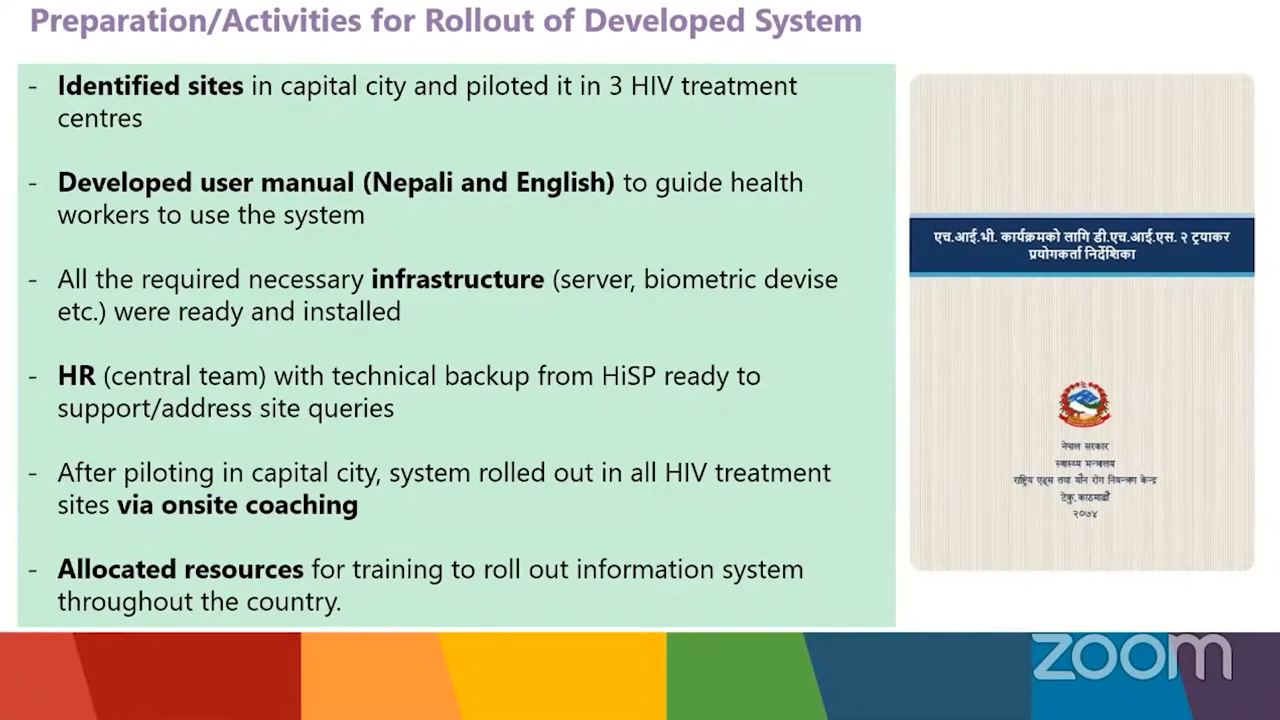 Preparation/Activities for Rollout of Developed System
- Identified sites in capital city and piloted it in 3 HIV treatment
centres
- Developed user manual (Nepali and English) to guide health
workers to use the system
- All the required necessary infrastructure (server, biometric devise
etc.) were ready and installed
- HR (central team) with technical backup from HiSP ready to
support/address site queries
- After piloting in capital city, system rolled out in all HIV treatment
sites via onsite coaching
- Allocated resources for training to roll out information system
throughout the country.
एच.आई.भी. कार्यक्रमको लागि डी.एच.आई.एस. २ ट्र्याकर
प्रयोगकर्ता निर्देशिका
नेपाल सरकार
स्वास्थ्य मन्त्रालय
राष्ट्रिय एड्स तथा यौन रोग नियन्त्रण केन्द्र
टेकु, काठमाडौं
२०७४
zoom